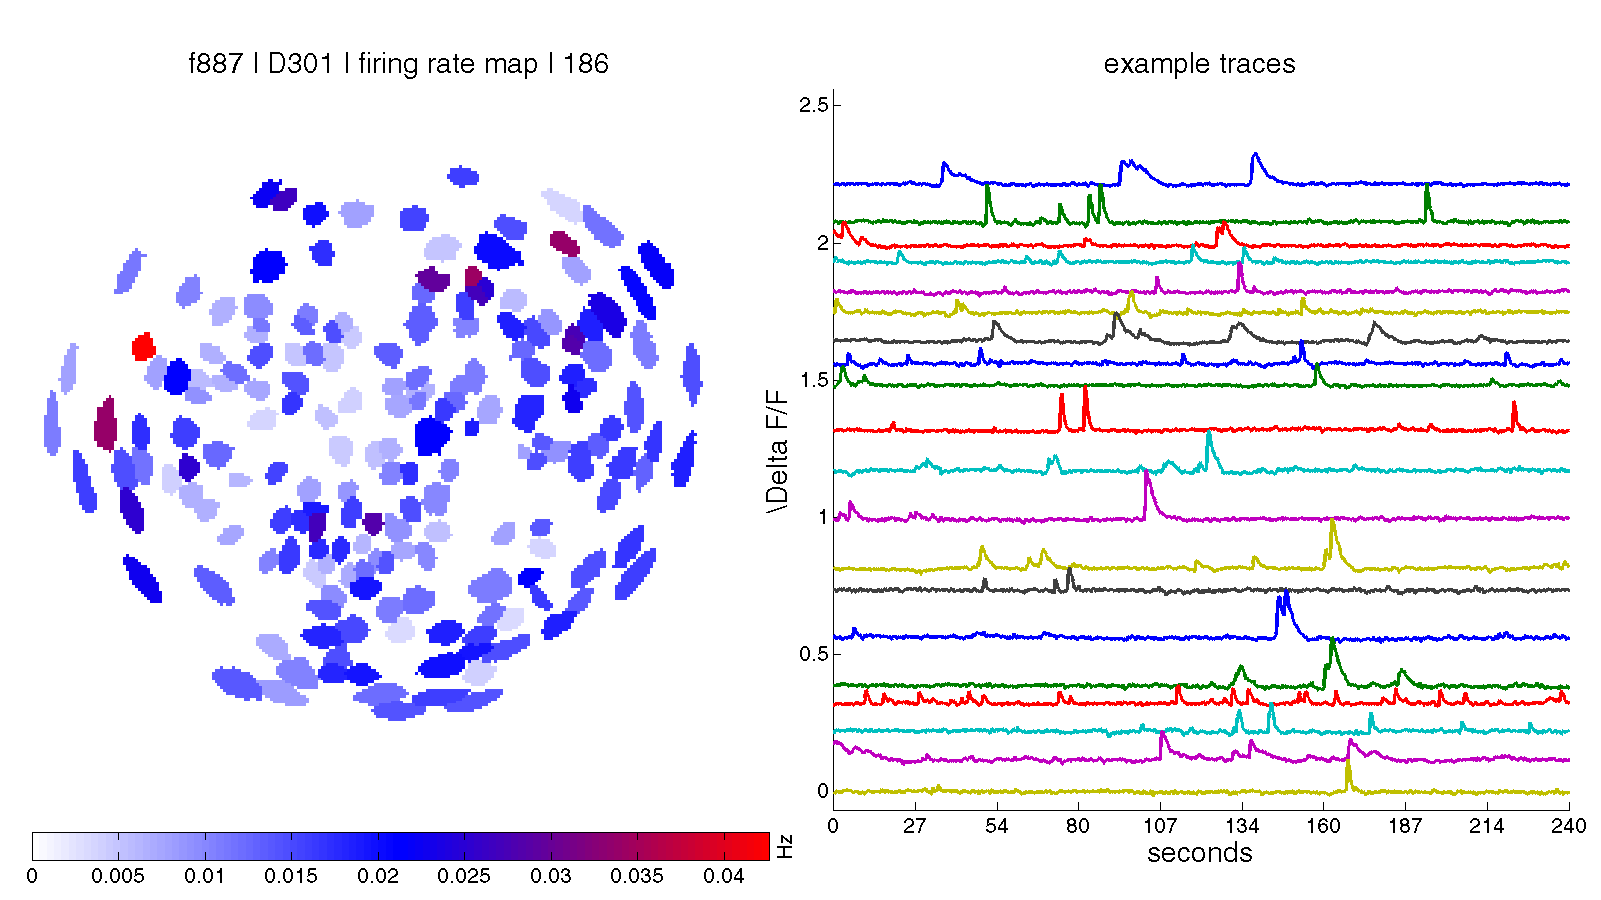 f887 | D301 | firing rate map | 186
0 0.005 0.01 0.015 0.02 0.025 0.03 0.035 0.04
Hz
example traces
2.5
2
1.5
1
0.5
0
\Delta F/F
0 27 54 80 107 134 160 187 214 240
seconds